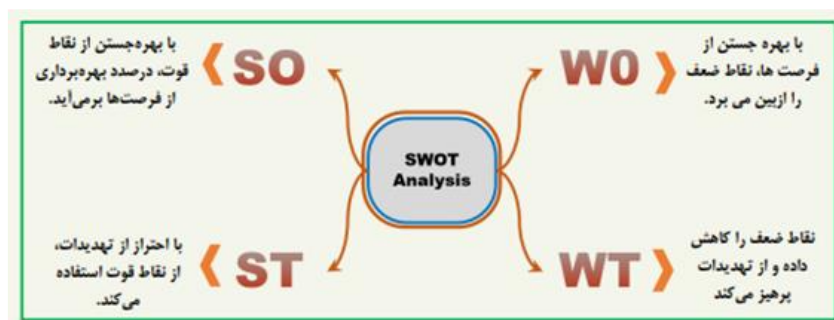 با بهره‌جستن از نقاط
قوت، درصدد بهره‌برداری
از فرصت‌ها برمی‌آید.
SO
W0
با بهره جستن از
فرصت ها، نقاط ضعف
را ازبین می برد.
SWOT
Analysis
با احتراز از تهدیدات،
از نقاط قوت استفاده
می‌کند.
ST
WT
نقاط ضعف را کاهش
داده و از تهدیدات
پرهیز می‌کند